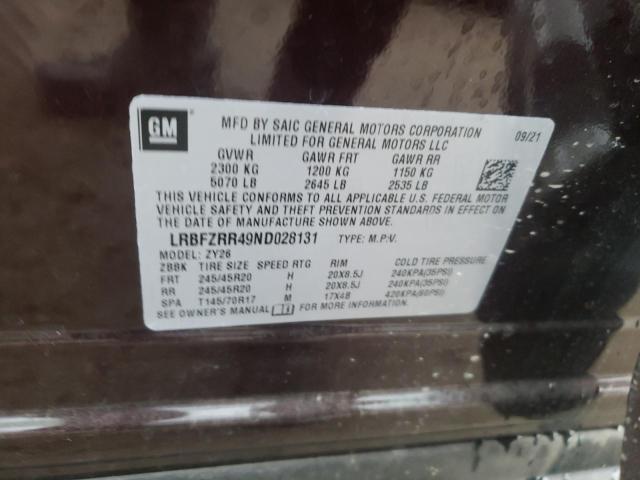 GM
MFD BY SAIC GENERAL MOTORS CORPORATION
LIMITED FOR GENERAL MOTORS LLC
09/21
GVWR GAWR FRT GAWR RR
2300 KG 1200 KG 1150 KG
5070 LB 2645 LB 2535 LB
THIS VEHICLE CONFORMS TO ALL APPLICABLE U.S. FEDERAL MOTOR
VEHICLE SAFETY AND THEFT PREVENTION STANDARDS IN EFFECT ON
THE DATE OF MANUFACTURE SHOWN ABOVE.
LRBFZRR49ND028131 TYPE: M.P.V.
MODEL: ZY26
ZBBK TIRE SIZE SPEED RTG RIM COLD TIRE PRESSURE
FRT 245/45R20 H 20X8.5J 240KPA(35PSI)
RR 245/45R20 H 20X8.5J 240KPA(35PSI)
SPA T145/70R17 M 17X4B 420KPA(60PSI)
SEE OWNER'S MANUAL FOR MORE INFORMATION.